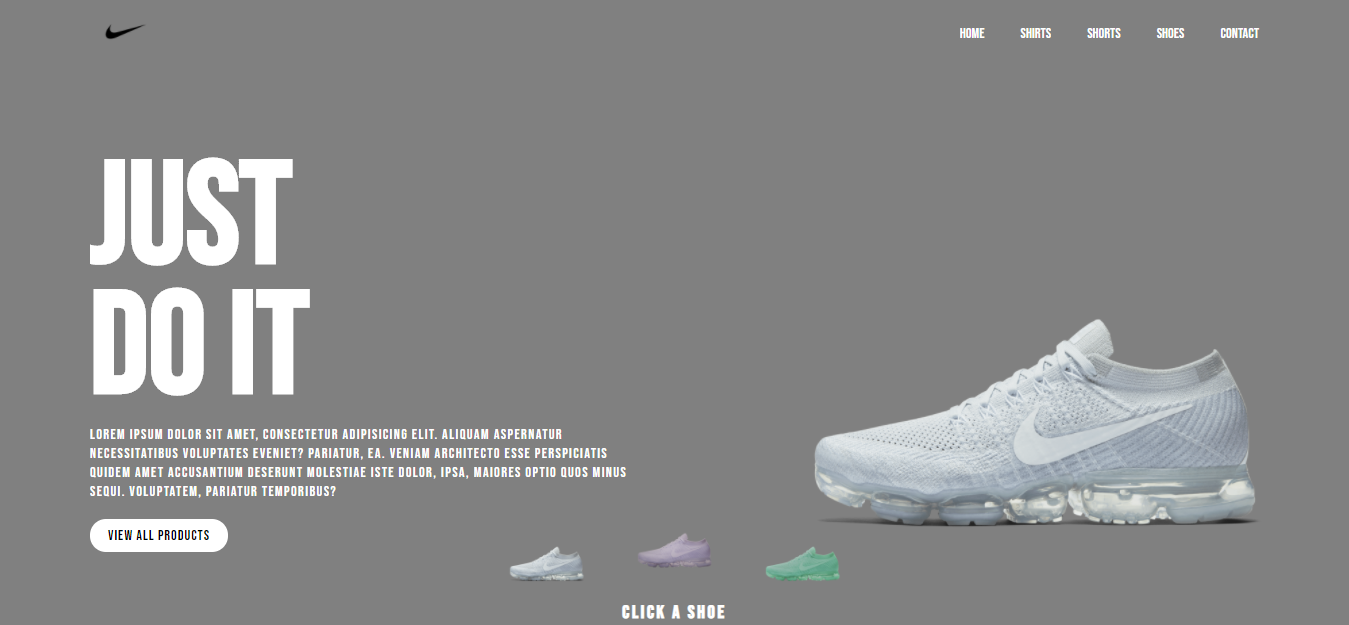 HOME SHIRTS SHORTS SHOES CONTACT
JUST
DO IT
LOREM IPSUM DOLOR SIT AMET, CONSECTETUR ADIPISICING ELIT. ALIQUAM ASPERNATUR
NECESSITATIBUS VOLUPTATES EVENIET? PARIATUR, EA. VENIAM ARCHITECTO ESSE PERSPICIATIS
QUIDEM AMET ACCUSANTIUM DESERUNT MOLESTIAE ISTE DOLOR, IPSA, MAIORES OPTIO QUOS MINUS
SEQUI. VOLUPTATEM, PARIATUR TEMPORIBUS?
VIEW ALL PRODUCTS
CLICK A SHOE